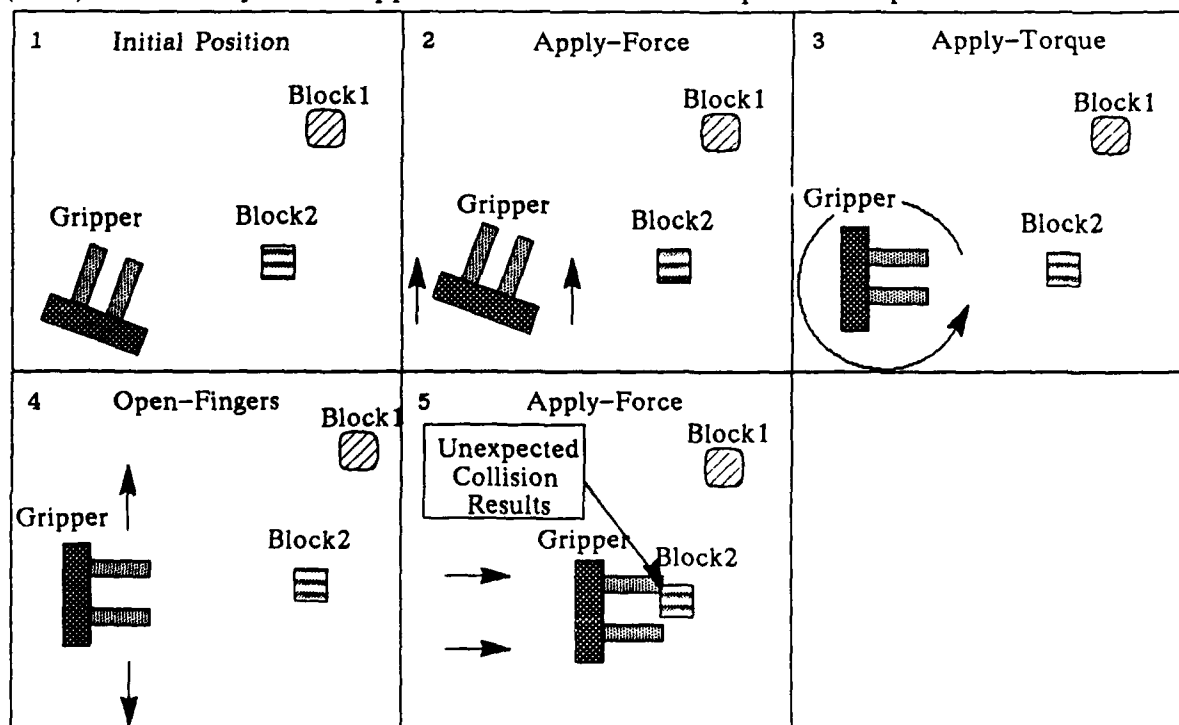 1 Initial Position
Block1
Gripper
Block2
2 Apply-Force
Block1
Gripper
Block2
3 Apply-Torque
Block1
Gripper
Block2
4 Open-Fingers
Block1
Gripper
Block2
5 Apply-Force
Block1
Unexpected
Collision
Results
Gripper
Block2